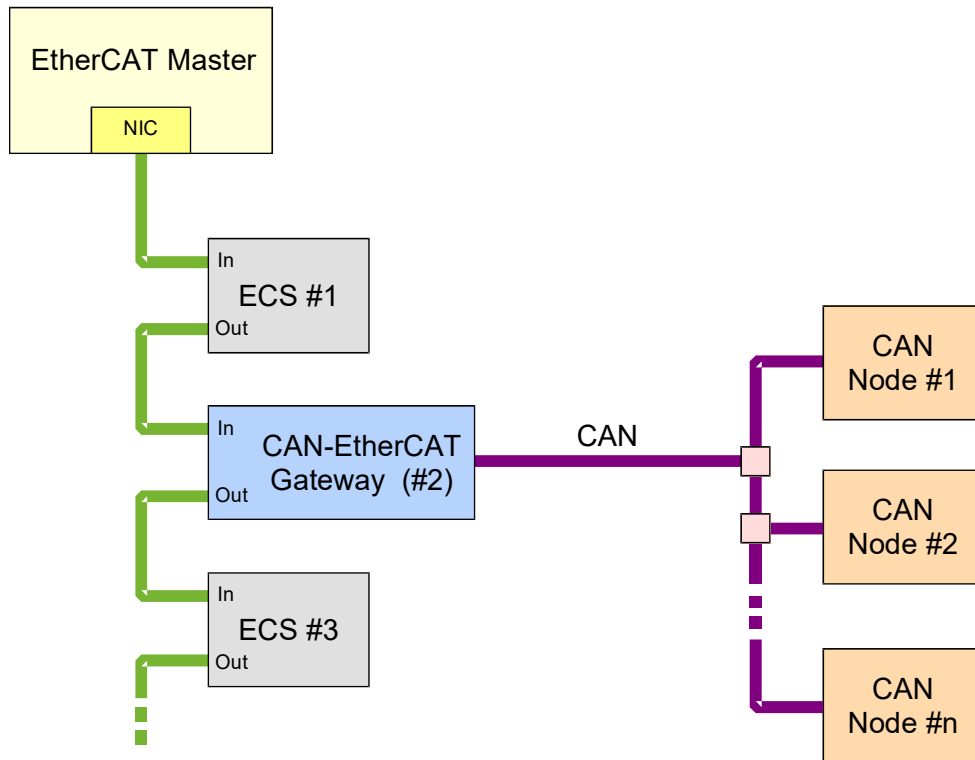 EtherCAT Master
NIC
In
ECS #1
Out
In
CAN-EtherCAT
Gateway (#2)
Out
In
ECS #3
Out
CAN
CAN
Node #1
CAN
Node #2
CAN
Node #n